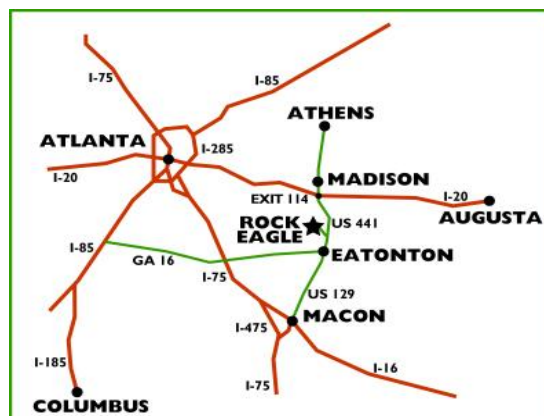 I-75
I-85
ATHENS
ATLANTA
I-285
I-20
MADISON
EXIT 114
I-20
AUGUSTA
ROCK
EAGLE
US 441
I-85
GA 16
I-75
EATONTON
US 129
I-475
MACON
I-185
I-75
I-16
COLUMBUS